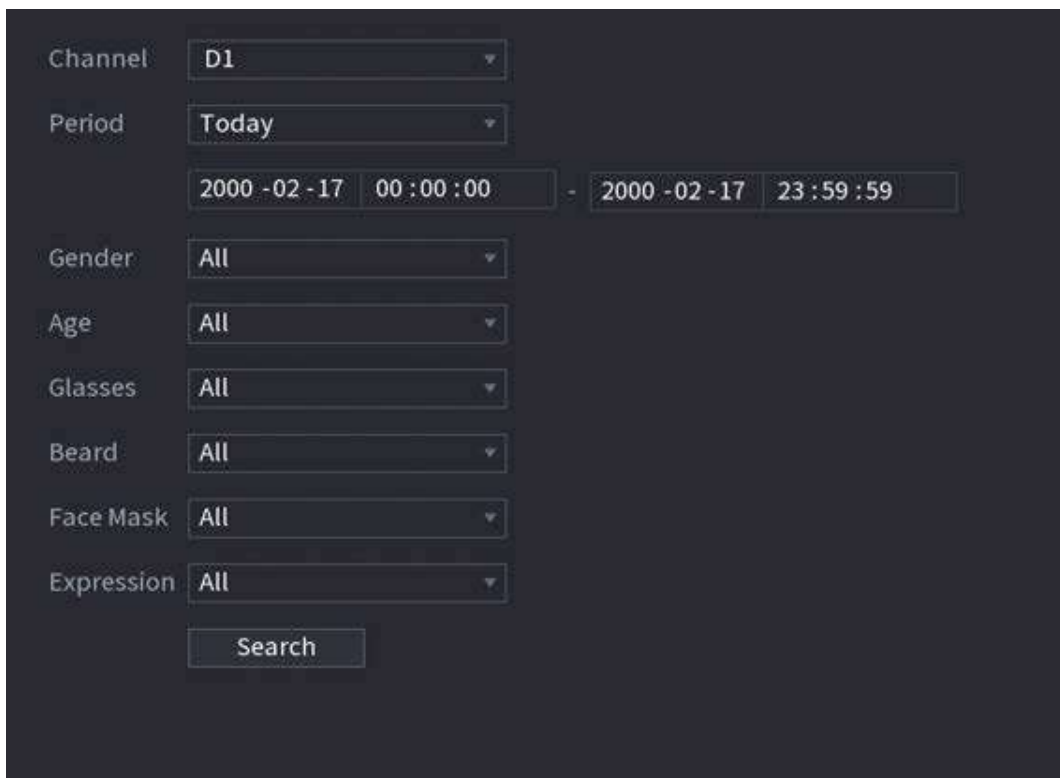 Channel D1
Period Today
2000 -02 -17 00 : 00 : 00 - 2000 -02 -17 23 : 59 : 59
Gender All
Age All
Glasses All
Beard All
Face Mask All
Expression All
Search